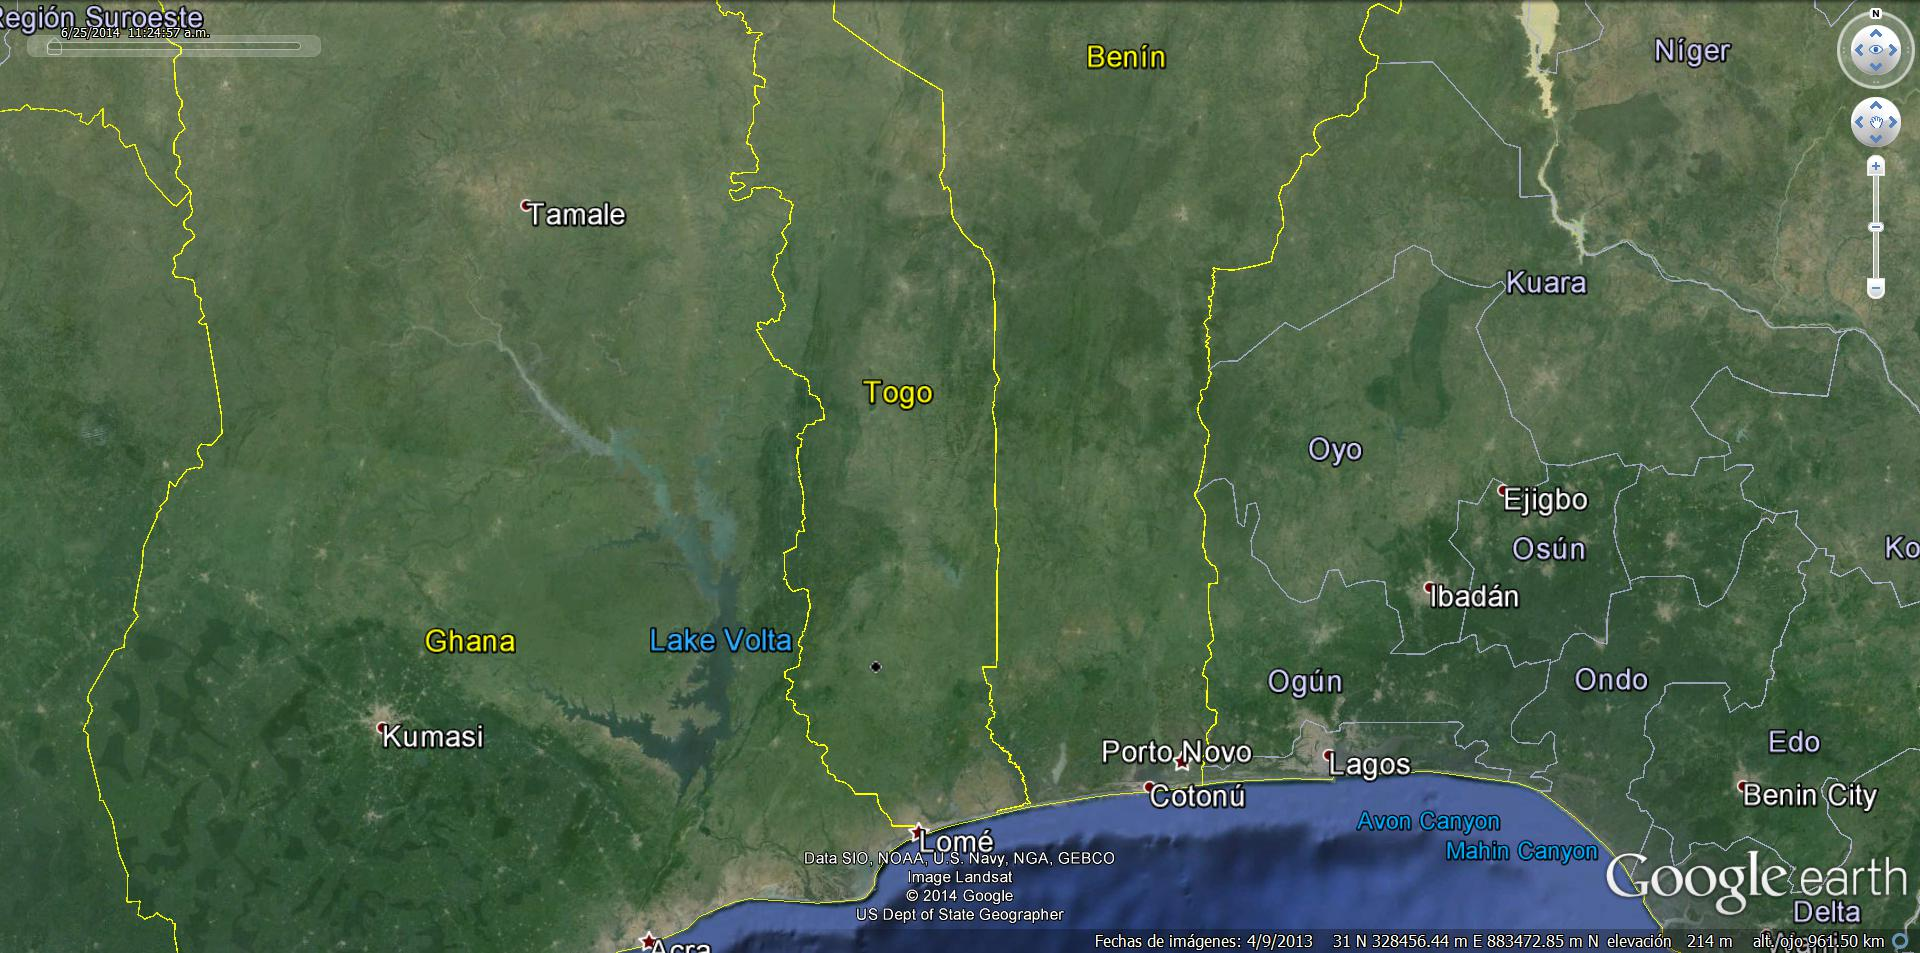 Región Suroeste
6/25/2014 11:24:57 a.m.
Benín
Níger
N
Tamale
Kuara
Togo
Oyo
Ejigbo
Osún
Ko
Ibadán
Ghana
Lake Volta
Ogún
Ondo
Kumasi
Porto Novo
Lagos
Edo
Cotonú
Benin City
Avon Canyon
Lomé
Mahin Canyon
Data SIO, NOAA, U.S. Navy, NGA, GEBCO
Image Landsat
© 2014 Google
US Dept of State Geographer
Google earth
Delta
Acra
Fechas de imágenes: 4/9/2013 31 N 328456.44 m E 883472.85 m N elevación 214 m alt. ojo 961.50 km